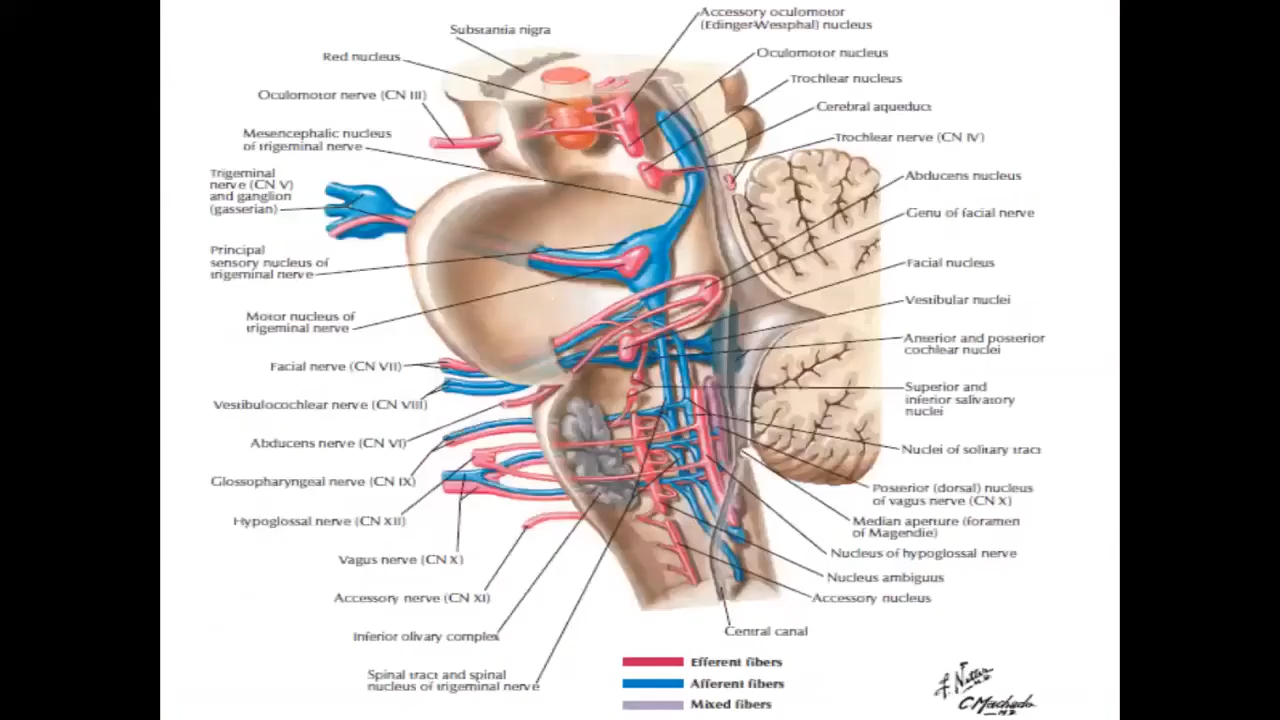 Substantia nigra
Red nucleus
Oculomotor nerve (CN III)
Mesencephalic nucleus
of trigeminal nerve
Trigeminal
nerve (CN V)
and ganglion
(gasserian)
Principal
sensory nucleus of
trigeminal nerve
Motor nucleus of
trigeminal nerve
Facial nerve (CN VII)
Vestibulocochlear nerve (CN VIII)
Abducens nerve (CN VI)
Glossopharyngeal nerve (CN IX)
Hypoglossal nerve (CN XII)
Vagus nerve (CN X)
Accessory nerve (CN XI)
Inferior olivary complex
Spinal tract and spinal
nucleus of trigeminal nerve
Accessory oculomotor
(Edinger-Westphal) nucleus
Oculomotor nucleus
Trochlear nucleus
Cerebral aqueduct
Trochlear nerve (CN IV)
Abducens nucleus
Genu of facial nerve
Facial nucleus
Vestibular nuclei
Anterior and posterior
cochlear nuclei
Superior and
inferior salivatory
nuclei
Nuclei of solitary tract
Posterior (dorsal) nucleus
of vagus nerve (CN X)
Median aperture (foramen
of Magendie)
Nucleus of hypoglossal nerve
Nucleus ambiguus
Accessory nucleus
Central canal
Efferent fibers
Afferent fibers
Mixed fibers
F. Netter
M.D.
C. Machado
M.D.